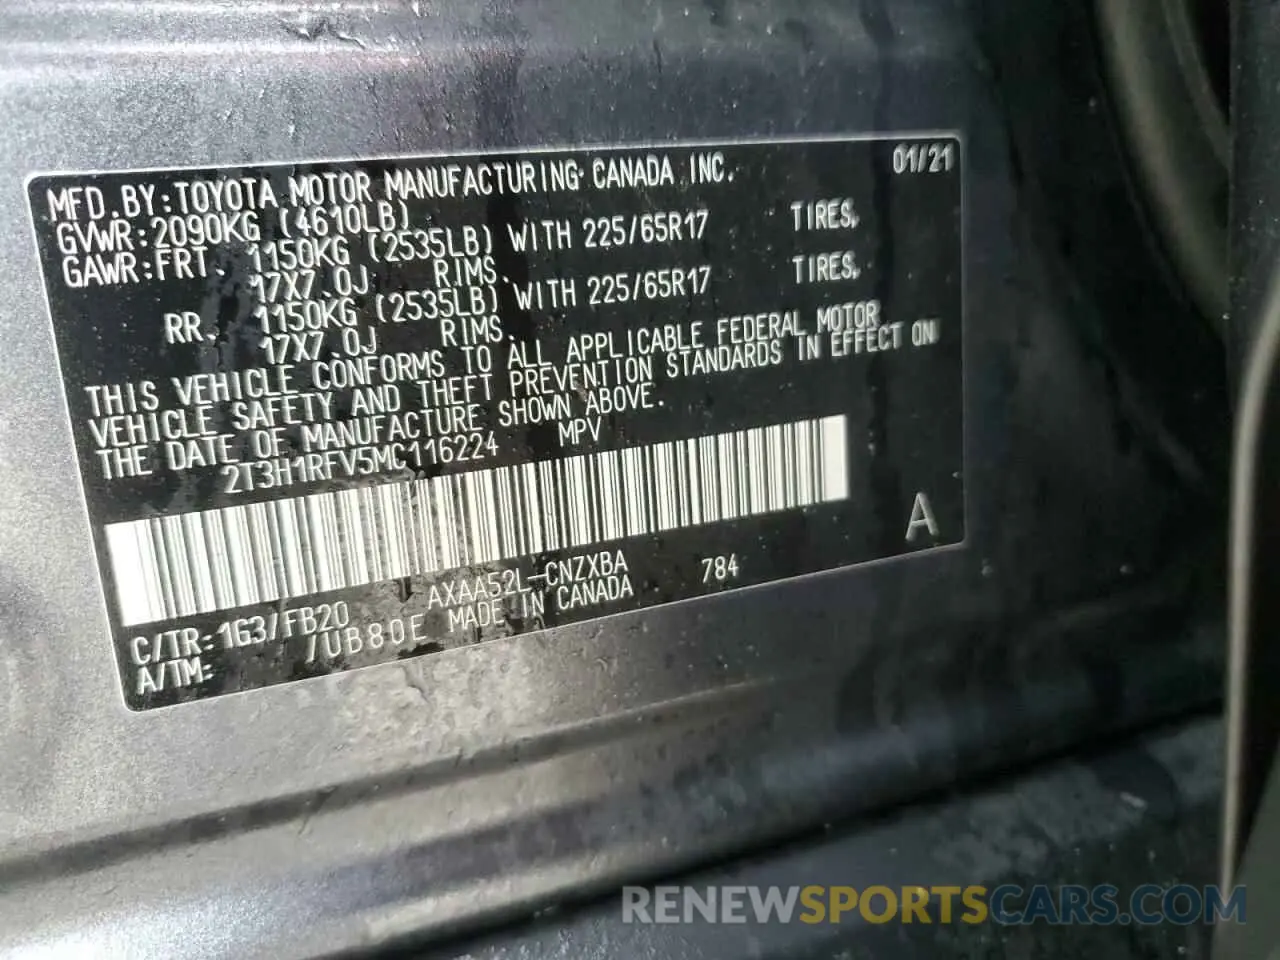 MFD.BY:TOYOTA MOTOR MANUFACTURING CANADA INC. 01/21
GVWR:2090KG (4610LB)
GAWR:FRT. 1150KG (2535LB) WITH 225/65R17 TIRES,
17X7.0J RIMS.
RR. 1150KG (2535LB) WITH 225/65R17 TIRES,
17X7.0J RIMS.
THIS VEHICLE CONFORMS TO ALL APPLICABLE FEDERAL MOTOR
VEHICLE SAFETY AND THEFT PREVENTION STANDARDS IN EFFECT ON
THE DATE OF MANUFACTURE SHOWN ABOVE.
2T3H1RFV5MC116224 MPV
A
C/TR:1G3/FB20 AXAA52L-CNZXBA 784
A/TM: /UB80E MADE IN CANADA
RENEWSPORTSCARS.COM